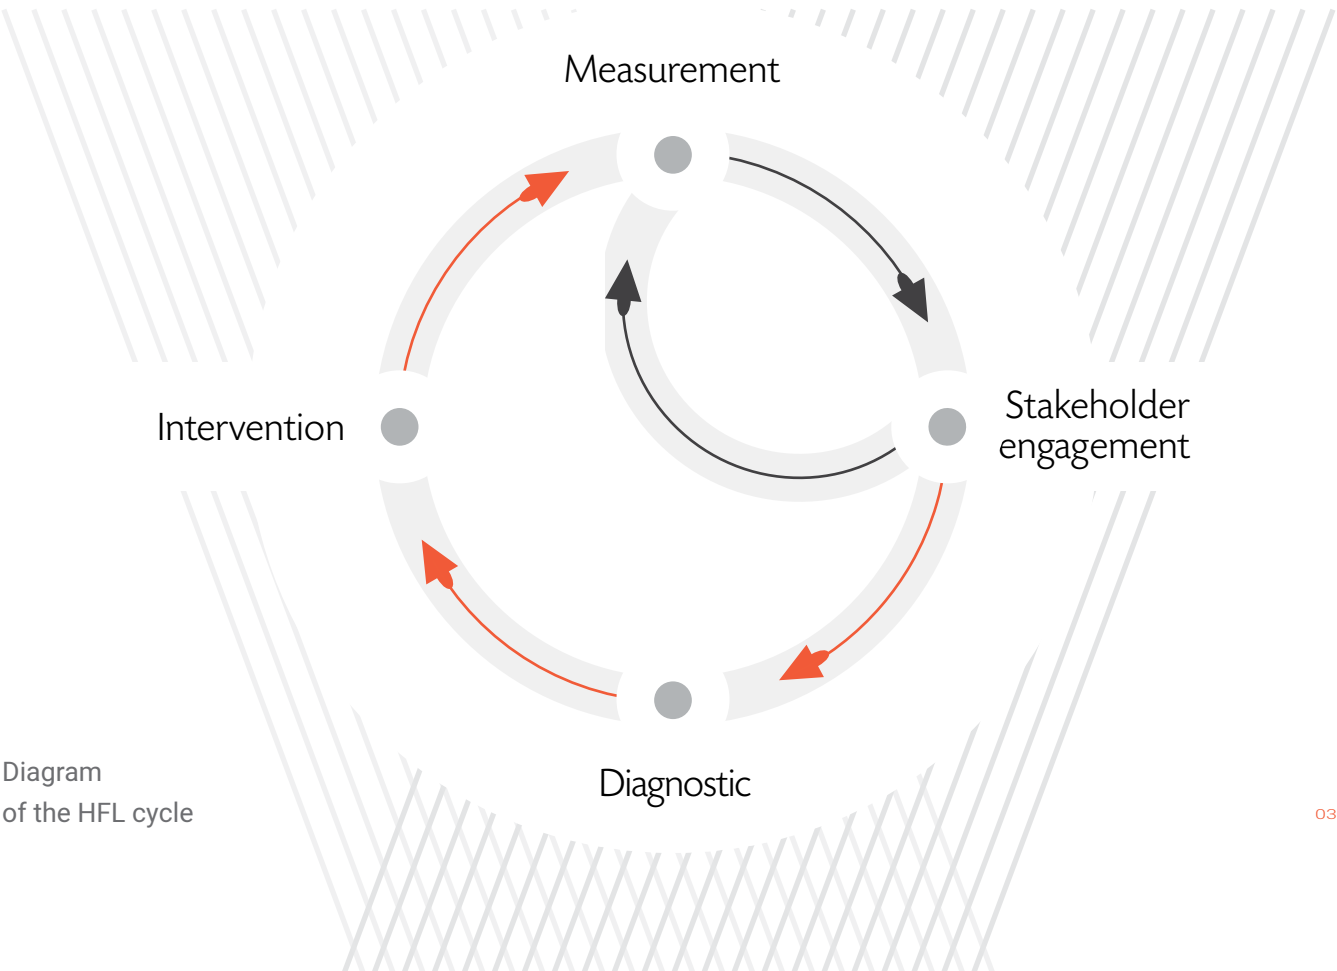 Measurement
Intervention
Stakeholder
engagement
Diagnostic
Diagram
of the HFL cycle
03